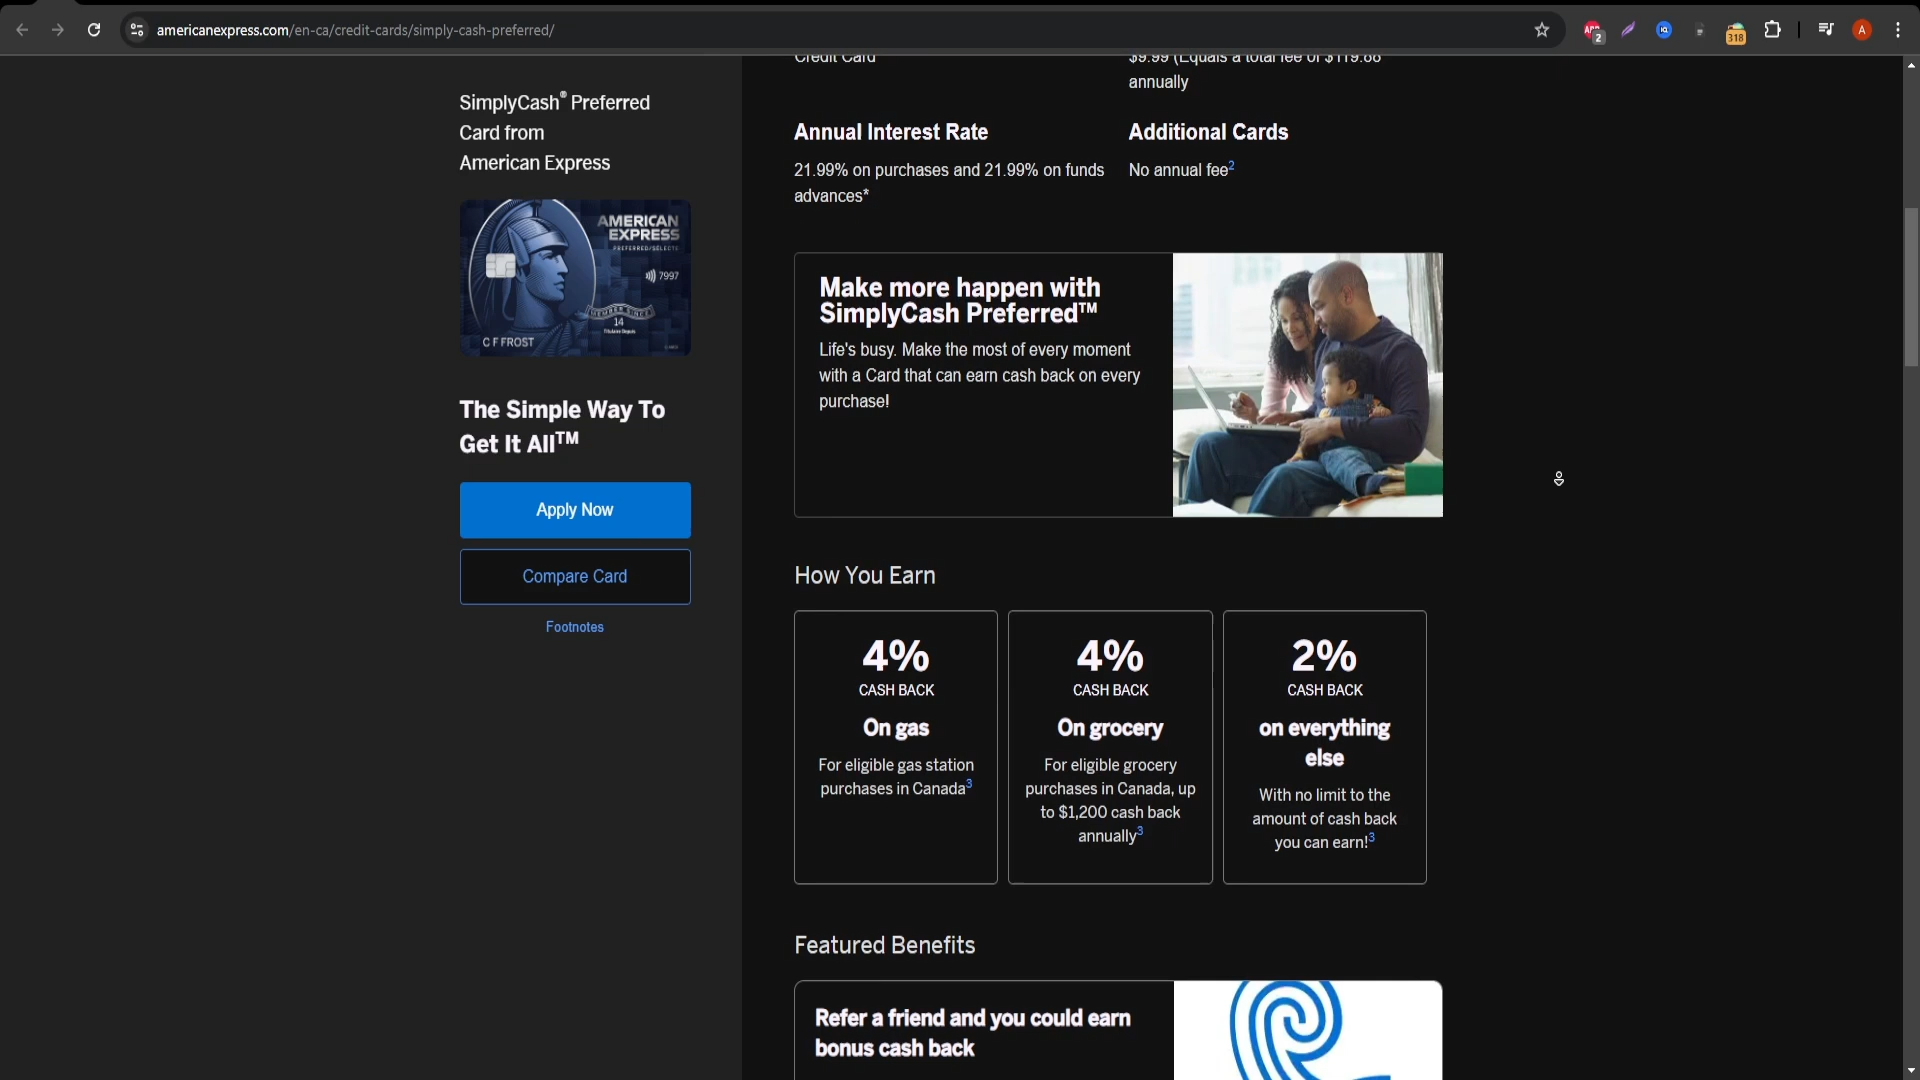 americanexpress.com/en-ca/credit-cards/simply-cash-preferred/
2
318
A
SimplyCash® Preferred
Card from
American Express
AMERICAN
EXPRESS
PREFERRED/SELECTE
7997
MEMBER SINCE
14
Titulaire Depuis
C F FROST
The Simple Way To
Get It All™
Apply Now
Compare Card
Footnotes
Credit Card
$9.99 (Equals a total fee of $119.88
annually
Annual Interest Rate
21.99% on purchases and 21.99% on funds
advances*
Additional Cards
No annual fee2
Make more happen with
SimplyCash Preferred™
Life's busy. Make the most of every moment
with a Card that can earn cash back on every
purchase!
How You Earn
4%
CASH BACK
On gas
For eligible gas station
purchases in Canada3
4%
CASH BACK
On grocery
For eligible grocery
purchases in Canada, up
to $1,200 cash back
annually3
2%
CASH BACK
on everything
else
With no limit to the
amount of cash back
you can earn!3
Featured Benefits
Refer a friend and you could earn
bonus cash back